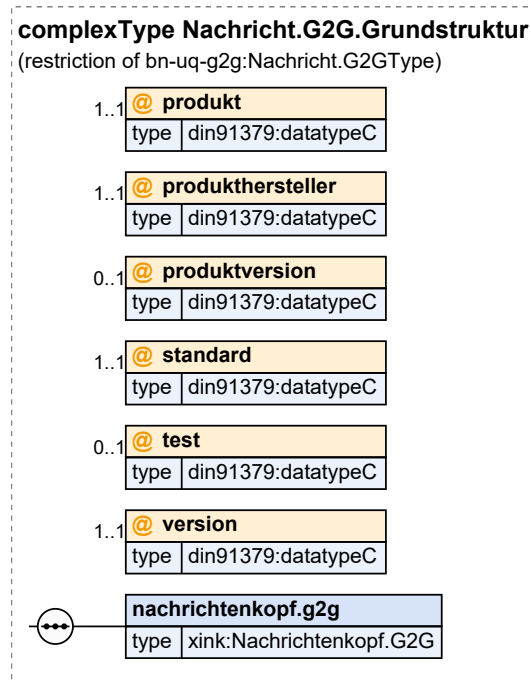 complexType Nachricht.G2G.Grundstruktur
(restriction of bn-uq-g2g:Nachricht.G2GType)
1..1 @ produkt
type din91379:datatypeC
1..1 @ produkthersteller
type din91379:datatypeC
0..1 @ produktversion
type din91379:datatypeC
1..1 @ standard
type din91379:datatypeC
0..1 @ test
type din91379:datatypeC
1..1 @ version
type din91379:datatypeC
nachrichtenkopf.g2g
type xink:Nachrichtenkopf.G2G